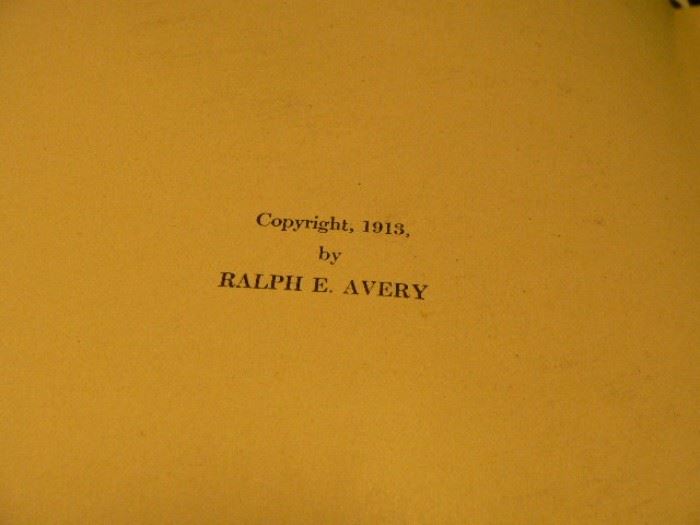 Copyright, 1913,
by
RALPH E. AVERY